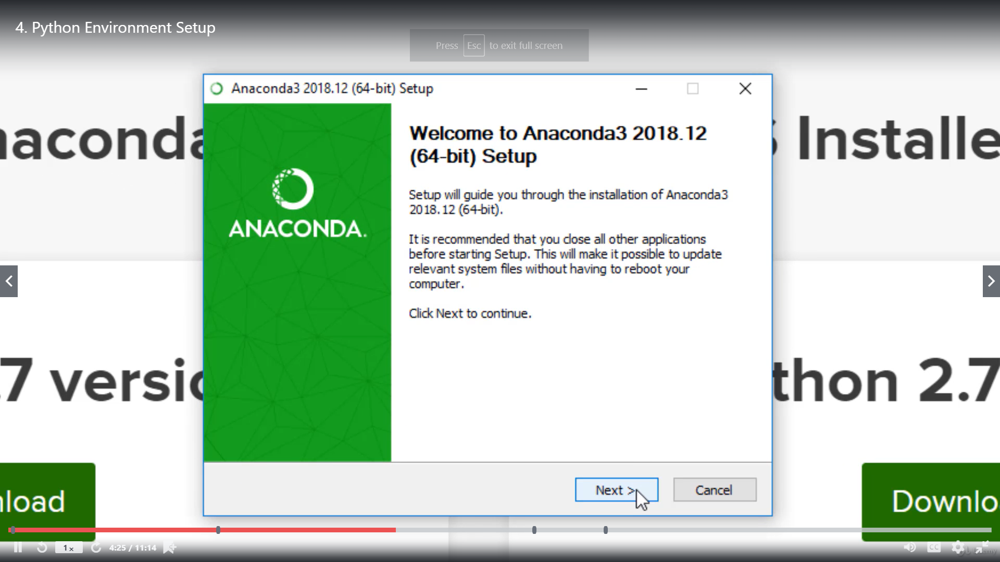 4. Python Environment Setup
Press Esc to exit full screen
Anaconda3 2018.12 (64-bit) Setup
naconda
Installe
Welcome to Anaconda3 2018.12
(64-bit) Setup
ANANCONDA.
Setup will guide you through the installation of Anaconda3
2018.12 (64-bit).
It is recommended that you close all other applications
before starting Setup. This will make it possible to update
relevant system files without having to reboot your
computer.
Click Next to continue.
.7 versio
thon 2.7
Next >
Cancel
nload
Downlo
1x
4:25 / 11:14
CC